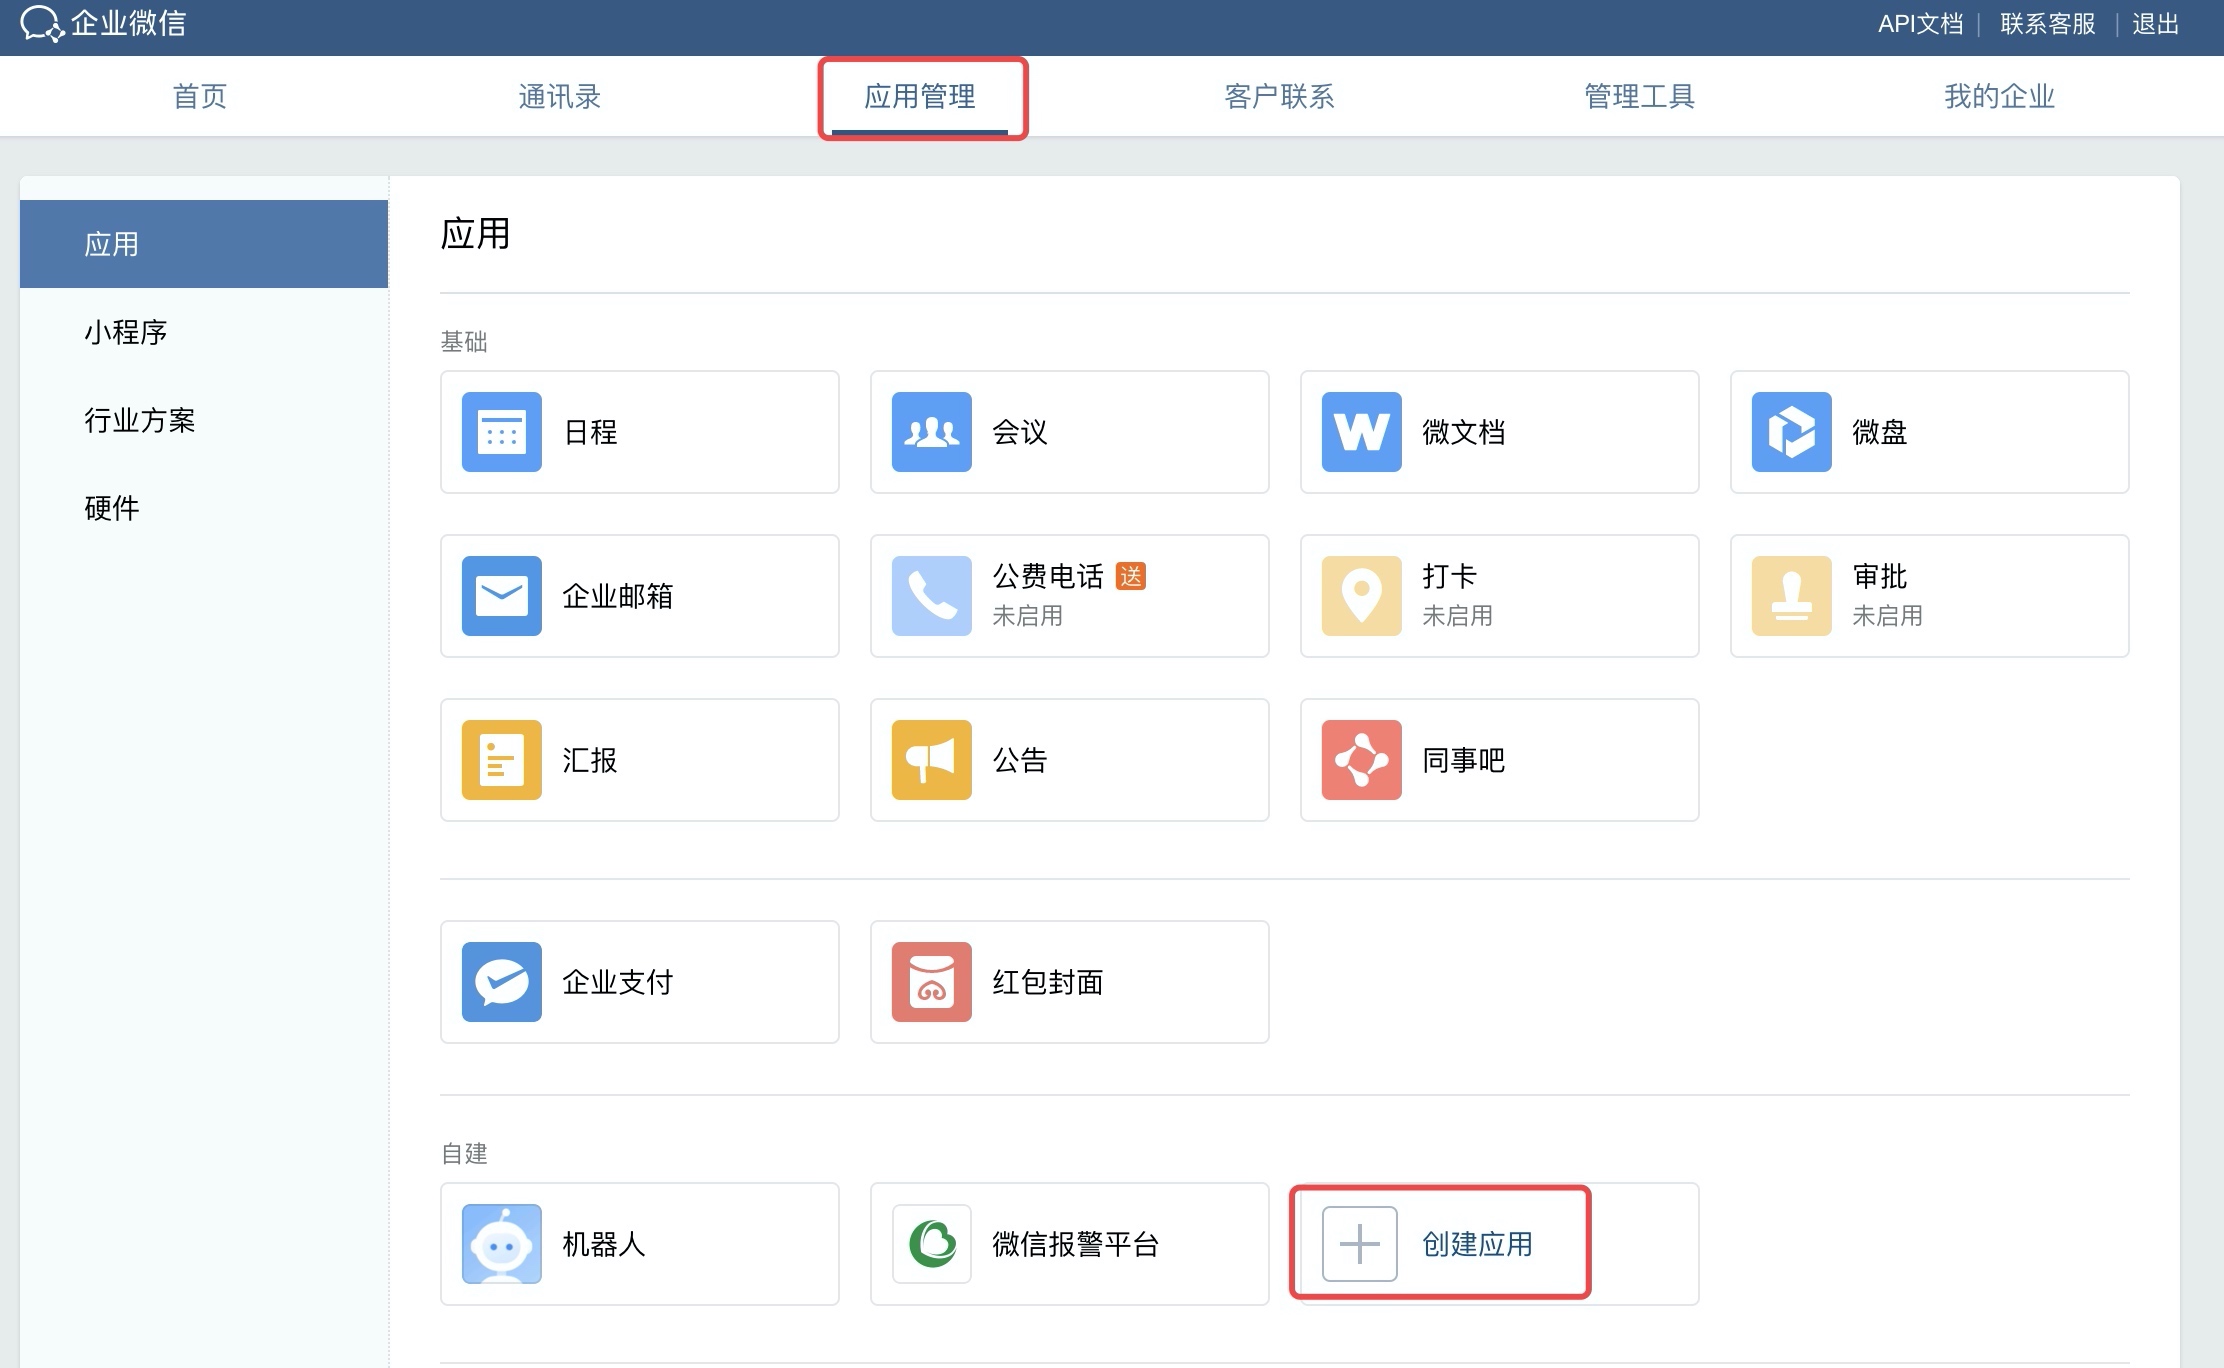 企业微信
API文档 | 联系客服 | 退出
首页 通讯录 应用管理 客户联系 管理工具 我的企业
应用
小程序
行业方案
硬件
应用
基础
日程 会议 微文档 微盘
企业邮箱 公费电话 送 打卡 审批
未启用 未启用 未启用
汇报 公告 同事吧
企业支付 红包封面
自建
机器人 微信报警平台 创建应用